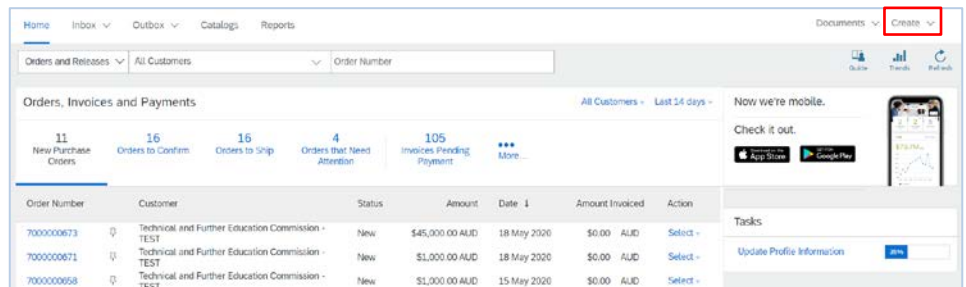 Home Inbox Outbox Catalogs Reports Documents Create
Orders and Releases All Customers Order Number Guide Trends Refresh
Orders, Invoices and Payments All Customers Last 14 days
Now we're mobile.
Check it out.
App Store Google Play
11 16 16 4 105
New Purchase Orders to Confirm Orders to Ship Orders that Need Invoices Pending More...
Orders Attention Payment
Order Number Customer Status Amount Date ↓ Amount Invoiced Action
Tasks
7000000673 Technical and Further Education Commission - New $45,000.00 AUD 18 May 2020 $0.00 AUD Select
TEST
Update Profile Information
7000000671 Technical and Further Education Commission - New $1,000.00 AUD 18 May 2020 $0.00 AUD Select
TEST
7000000658 Technical and Further Education Commission - New $1,000.00 AUD 15 May 2020 $0.00 AUD Select
TEST